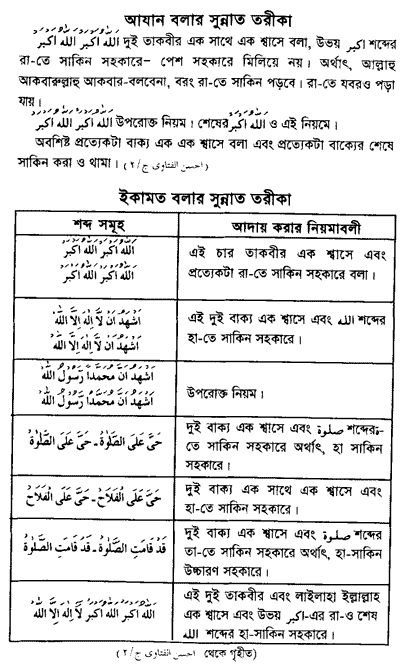 আযান বলার সুন্নাত তরীকা
اَللّٰهُ اَكْبَرْ اَللّٰهُ اَكْبَرْ দুই তাকবীর এক সাথে এক শ্বাসে বলা, উভয় اكبر শব্দের
রা-তে সাকিন সহকারে– পেশ সহকারে মিলিয়ে নয়। অর্থাৎ, আল্লাহু
আকবারুল্লাহু আকবার-বলবেনা, বরং রা-তে সাকিন পড়বে। রা-তে যবরও পড়া
যায়।
اَللّٰهُ اَكْبَرْ اَللّٰهُ اَكْبَرْ উপরোক্ত নিয়ম। শেষের اَللّٰهُ اَكْبَرْ اَللّٰهُ اَكْبَرْ ও এই নিয়মে।
অবশিষ্ট প্রত্যেকটা বাক্য এক এক শ্বাসে বলা এবং প্রত্যেকটা বাক্যের শেষে
সাকিন করা ও থামা। (احسن الفتاوى ج/٢)
ইকামত বলার সুন্নাত তরীকা
শব্দ সমূহ আদায় করার নিয়মাবলী
اَللّٰهُ اَكْبَرْ اَللّٰهُ اَكْبَرْ এই চার তাকবীর এক শ্বাসে এবং
اَللّٰهُ اَكْبَرْ اَللّٰهُ اَكْبَرْ প্রত্যেকটা রা-তে সাকিন সহকারে বলা।
اَشْهَدُ اَنْ لَّا اِلٰهَ اِلَّا اللّٰهْ এই দুই বাক্য এক শ্বাসে এবং الله শব্দের
اَشْهَدُ اَنْ لَّا اِلٰهَ اِلَّا اللّٰهْ হা-তে সাকিন সহকারে।
اَشْهَدُ اَنَّ مُحَمَّدًا رَّسُوْلُ اللّٰهْ
اَشْهَدُ اَنَّ مُحَمَّدًا رَّسُوْلُ اللّٰهْ উপরোক্ত নিয়ম।
দুই বাক্য এক শ্বাসে এবং صلوة শব্দের ة-
حَىَّ عَلَى الصَّلٰوةْ ـ حَىَّ عَلَى الصَّلٰوةْ তে সাকিন সহকারে অর্থাৎ, হা সাকিন
সহকারে।
حَىَّ عَلَى الْفَلَاحْ ـ حَىَّ عَلَى الْفَلَاحْ দুই বাক্য এক সাথে এক শ্বাসে এবং
হা-তে সাকিন সহকারে।
দুই বাক্য এক শ্বাসে এবং صلوة শব্দের
قَدْ قَامَتِ الصَّلٰوةْ ـ قَدْ قَامَتِ الصَّلٰوةْ তা-তে সাকিন সহকারে অর্থাৎ, হা-সাকিন
উচ্চারণ সহকারে।
এই দুই তাকবীর এবং লাইলাহা ইল্লাল্লাহ
اَللّٰهُ اَكْبَرْ اَللّٰهُ اَكْبَرْ لَا اِلٰهَ اِلَّا اللّٰهْ এক শ্বাসে এবং উভয় اكبر-এর রা-ও শেষ
الله শব্দের হা-সাকিন সহকারে।
(احسن الفتاوى ج/٢ থেকে গৃহীত)